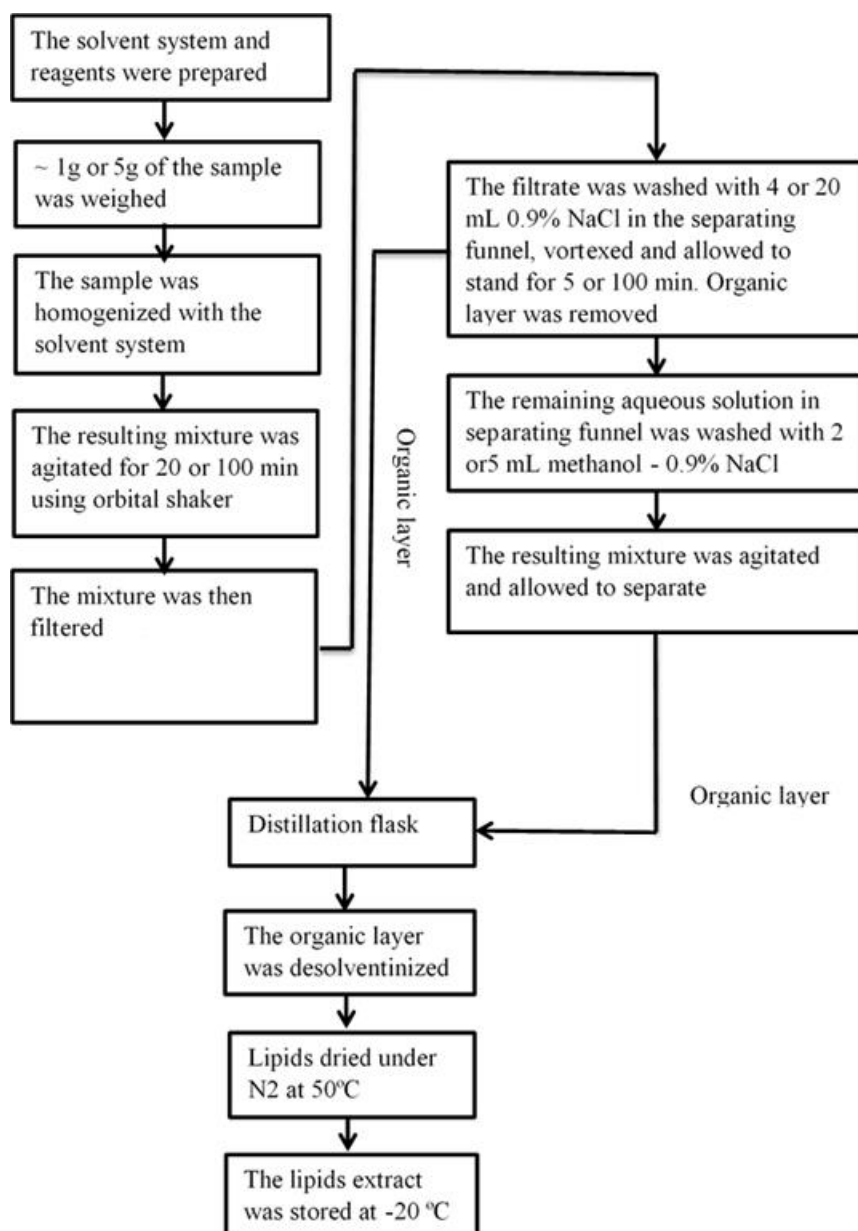 The solvent system and
reagents were prepared
~ 1g or 5g of the sample
was weighed
The sample was
homogenized with the
solvent system
The resulting mixture was
agitated for 20 or 100 min
using orbital shaker
The mixture was then
filtered
The filtrate was washed with 4 or 20
mL 0.9% NaCl in the separating
funnel, vortexed and allowed to
stand for 5 or 100 min. Organic
layer was removed
The remaining aqueous solution in
separating funnel was washed with 2
or5 mL methanol - 0.9% NaCl
The resulting mixture was agitated
and allowed to separate
Organic layer
Organic layer
Distillation flask
The organic layer
was desolventinized
Lipids dried under
N2 at 50ºC
The lipids extract
was stored at -20 ºC